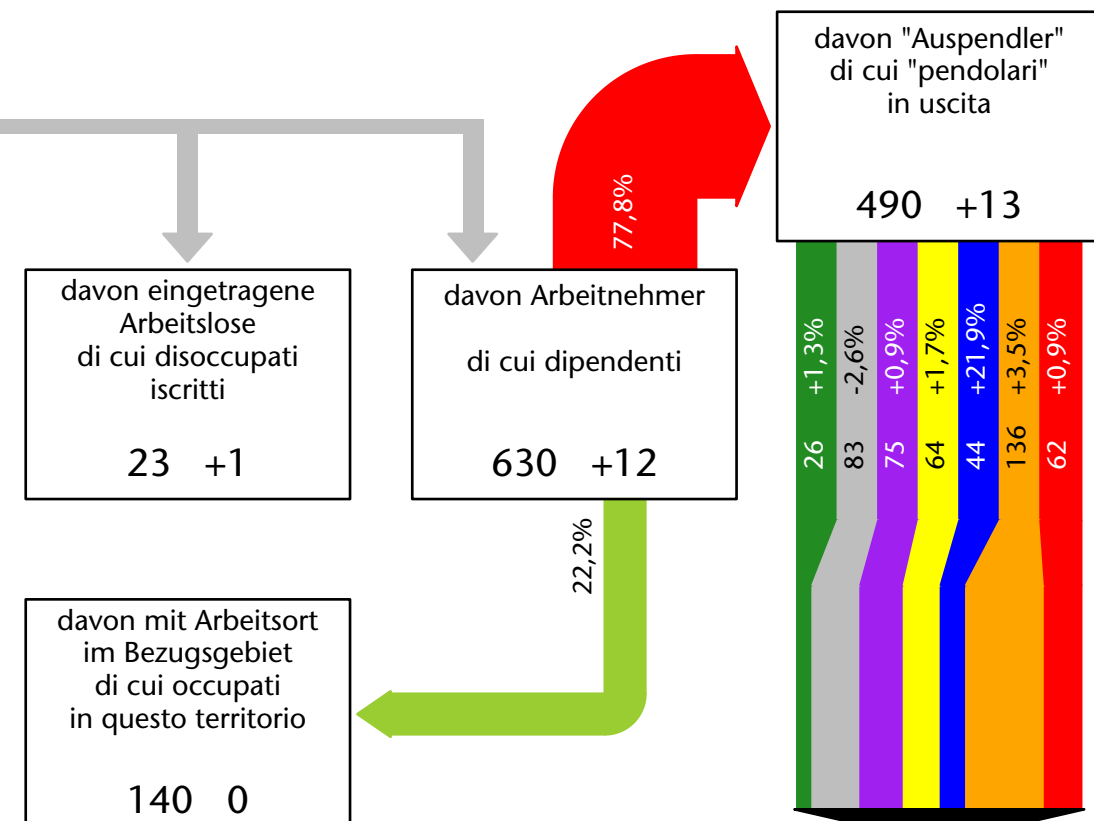 davon "Auspendler"
di cui "pendolari"
in uscita
490 +13
77,8%
davon eingetragene
Arbeitslose
di cui disoccupati
iscritti
23 +1
davon Arbeitnehmer
di cui dipendenti
630 +12
26 +1,3%
83 -2,6%
75 +0,9%
64 +1,7%
44 +21,9%
136 +3,5%
62 +0,9%
22,2%
davon mit Arbeitsort
im Bezugsgebiet
di cui occupati
in questo territorio
140 0